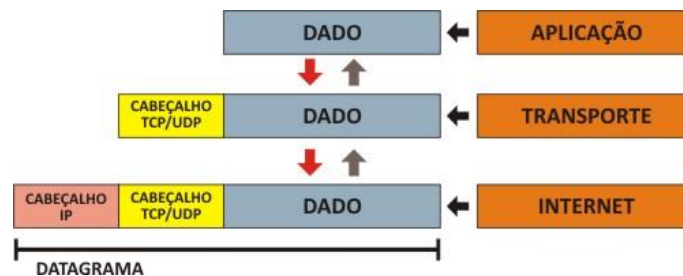 DADO
APLICAÇÃO
CABEÇALHO
TCP/UDP
DADO
TRANSPORTE
CABEÇALHO
IP
CABEÇALHO
TCP/UDP
DADO
INTERNET
DATAGRAMA